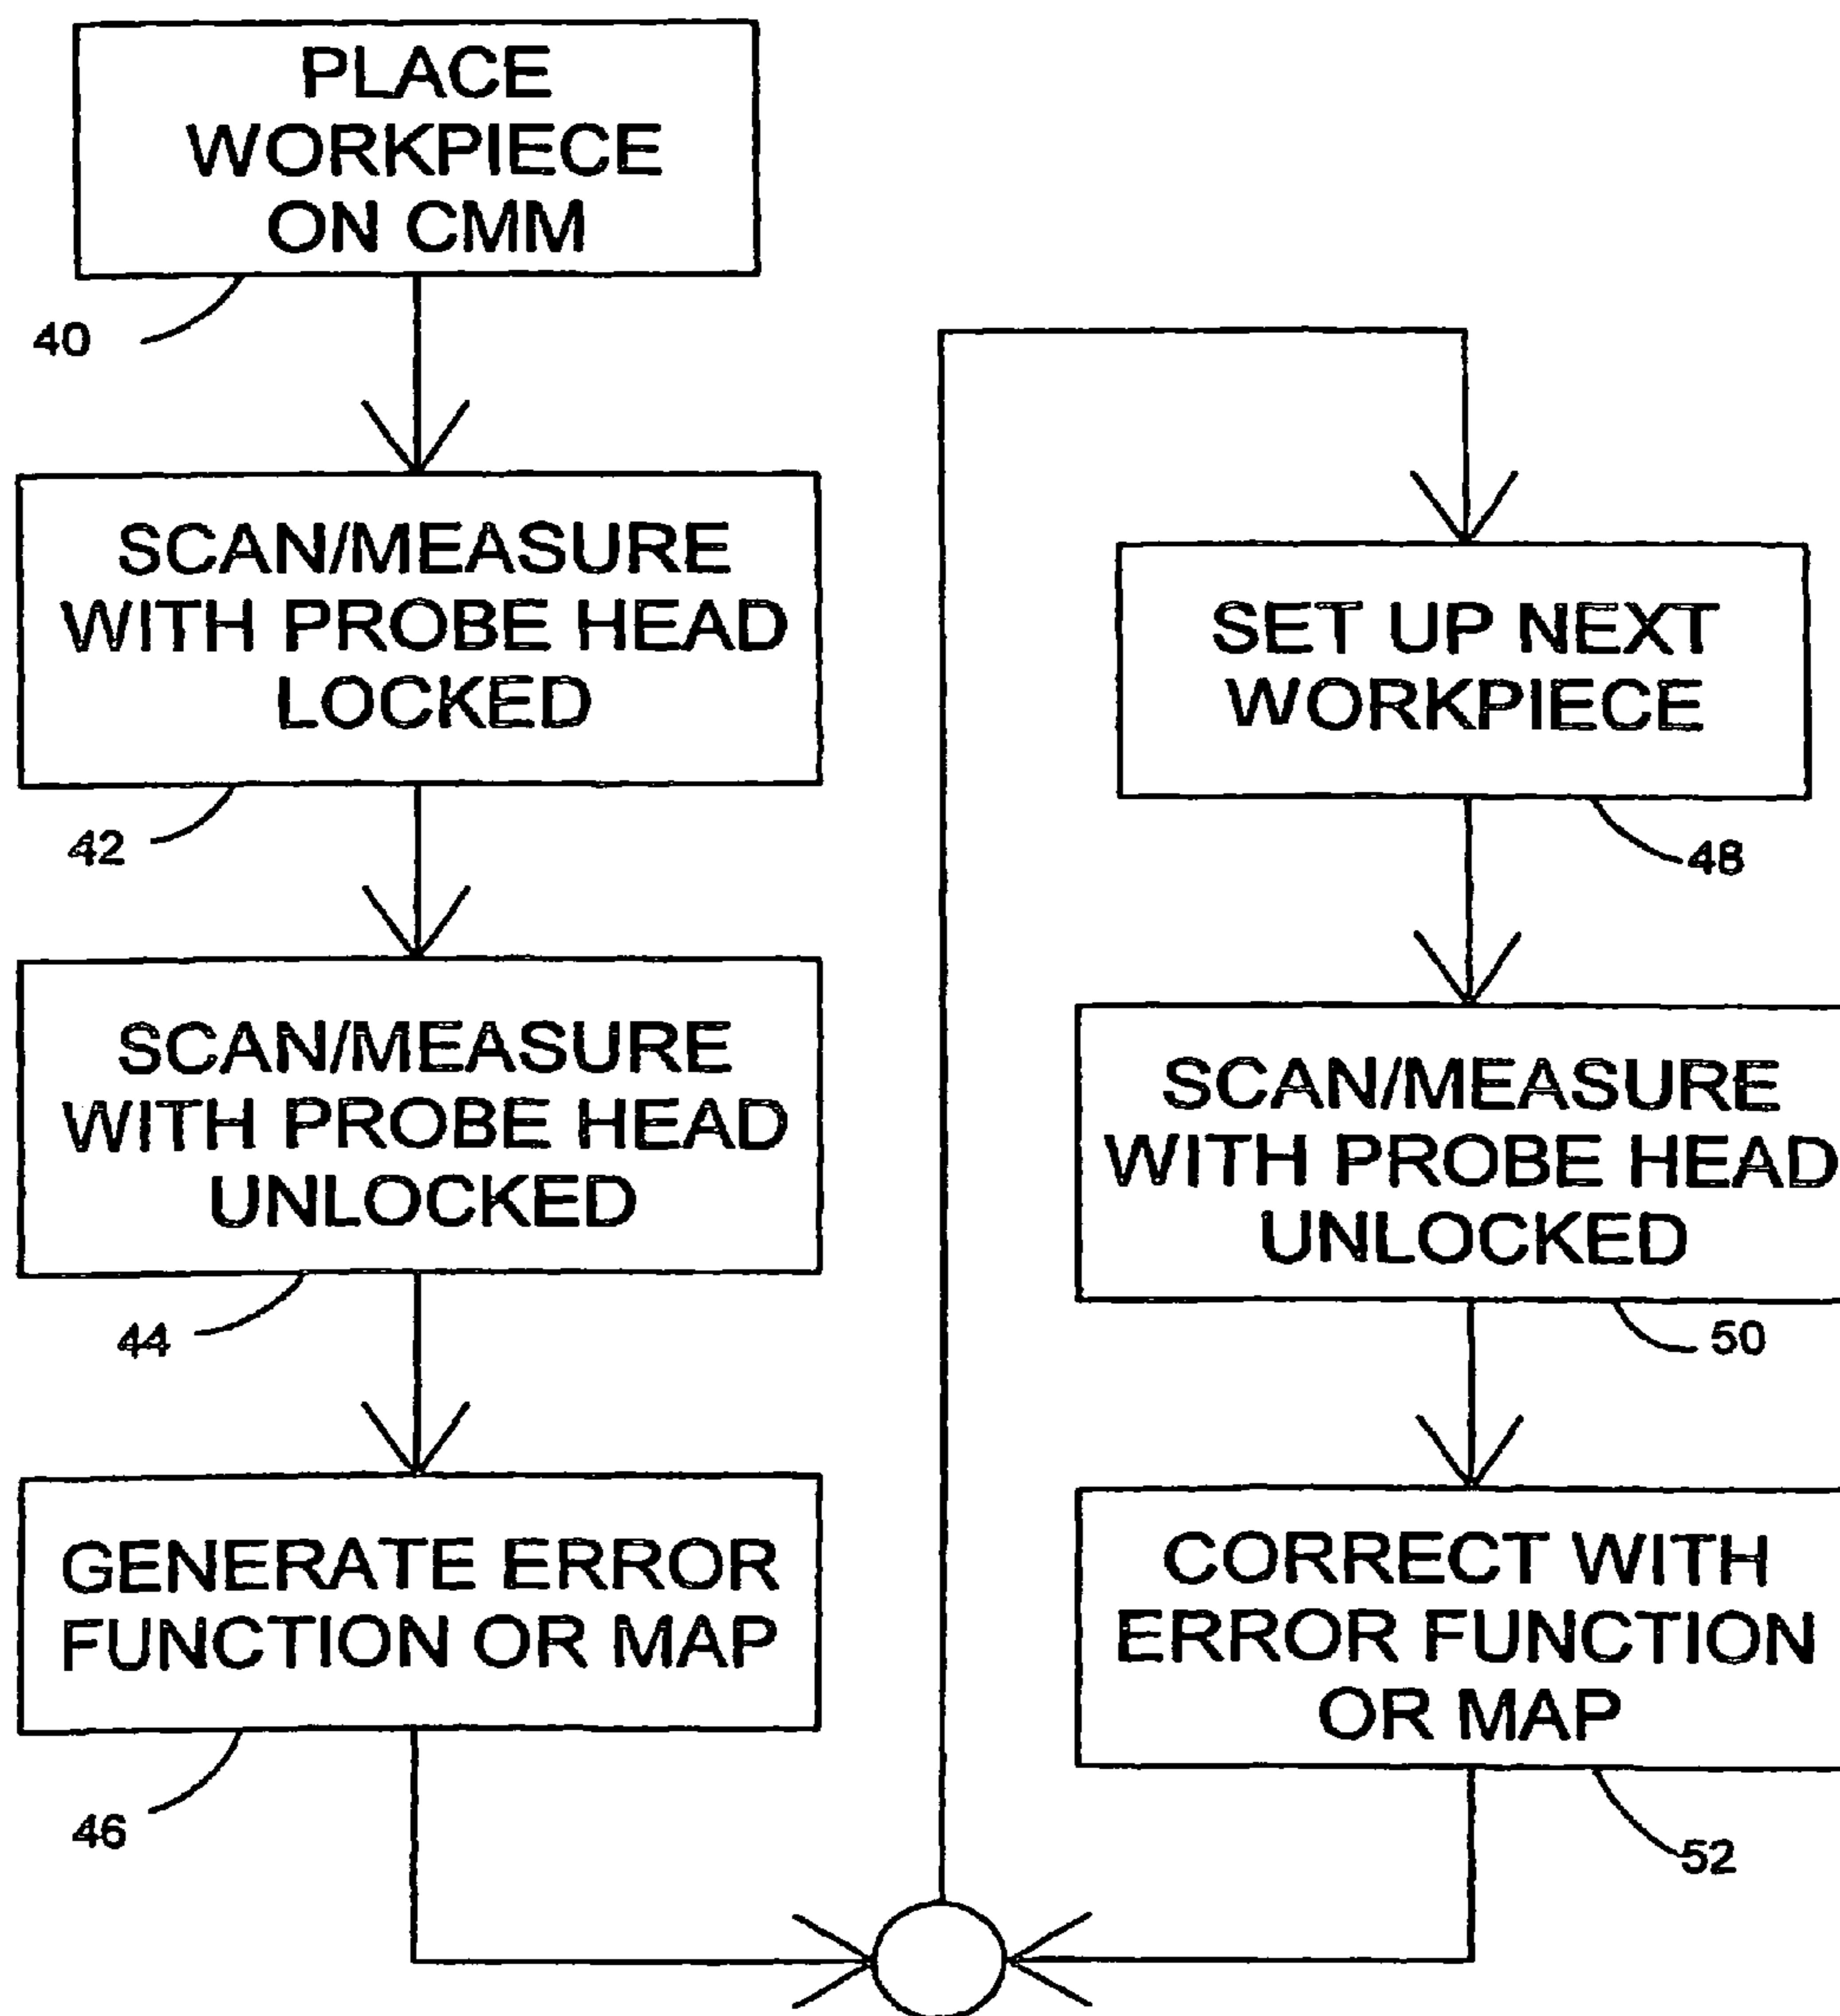 PLACE
WORKPIECE
ON CMM
40
SCAN/MEASURE
WITH PROBE HEAD
LOCKED
42
SCAN/MEASURE
WITH PROBE HEAD
UNLOCKED
44
GENERATE ERROR
FUNCTION OR MAP
46
SET UP NEXT
WORKPIECE
48
SCAN/MEASURE
WITH PROBE HEAD
UNLOCKED
50
CORRECT WITH
ERROR FUNCTION
OR MAP
52